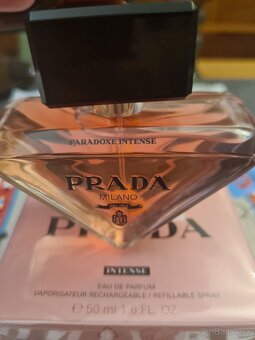 PARADOXE INTENSE
PRADA
MILANO
PRADA
INTENSE
EAU DE PARFUM
VAPORISATEUR RECHARGEABLE / REFILLABLE SPRAY
℮ 50 ml 1.6 FL. OZ.